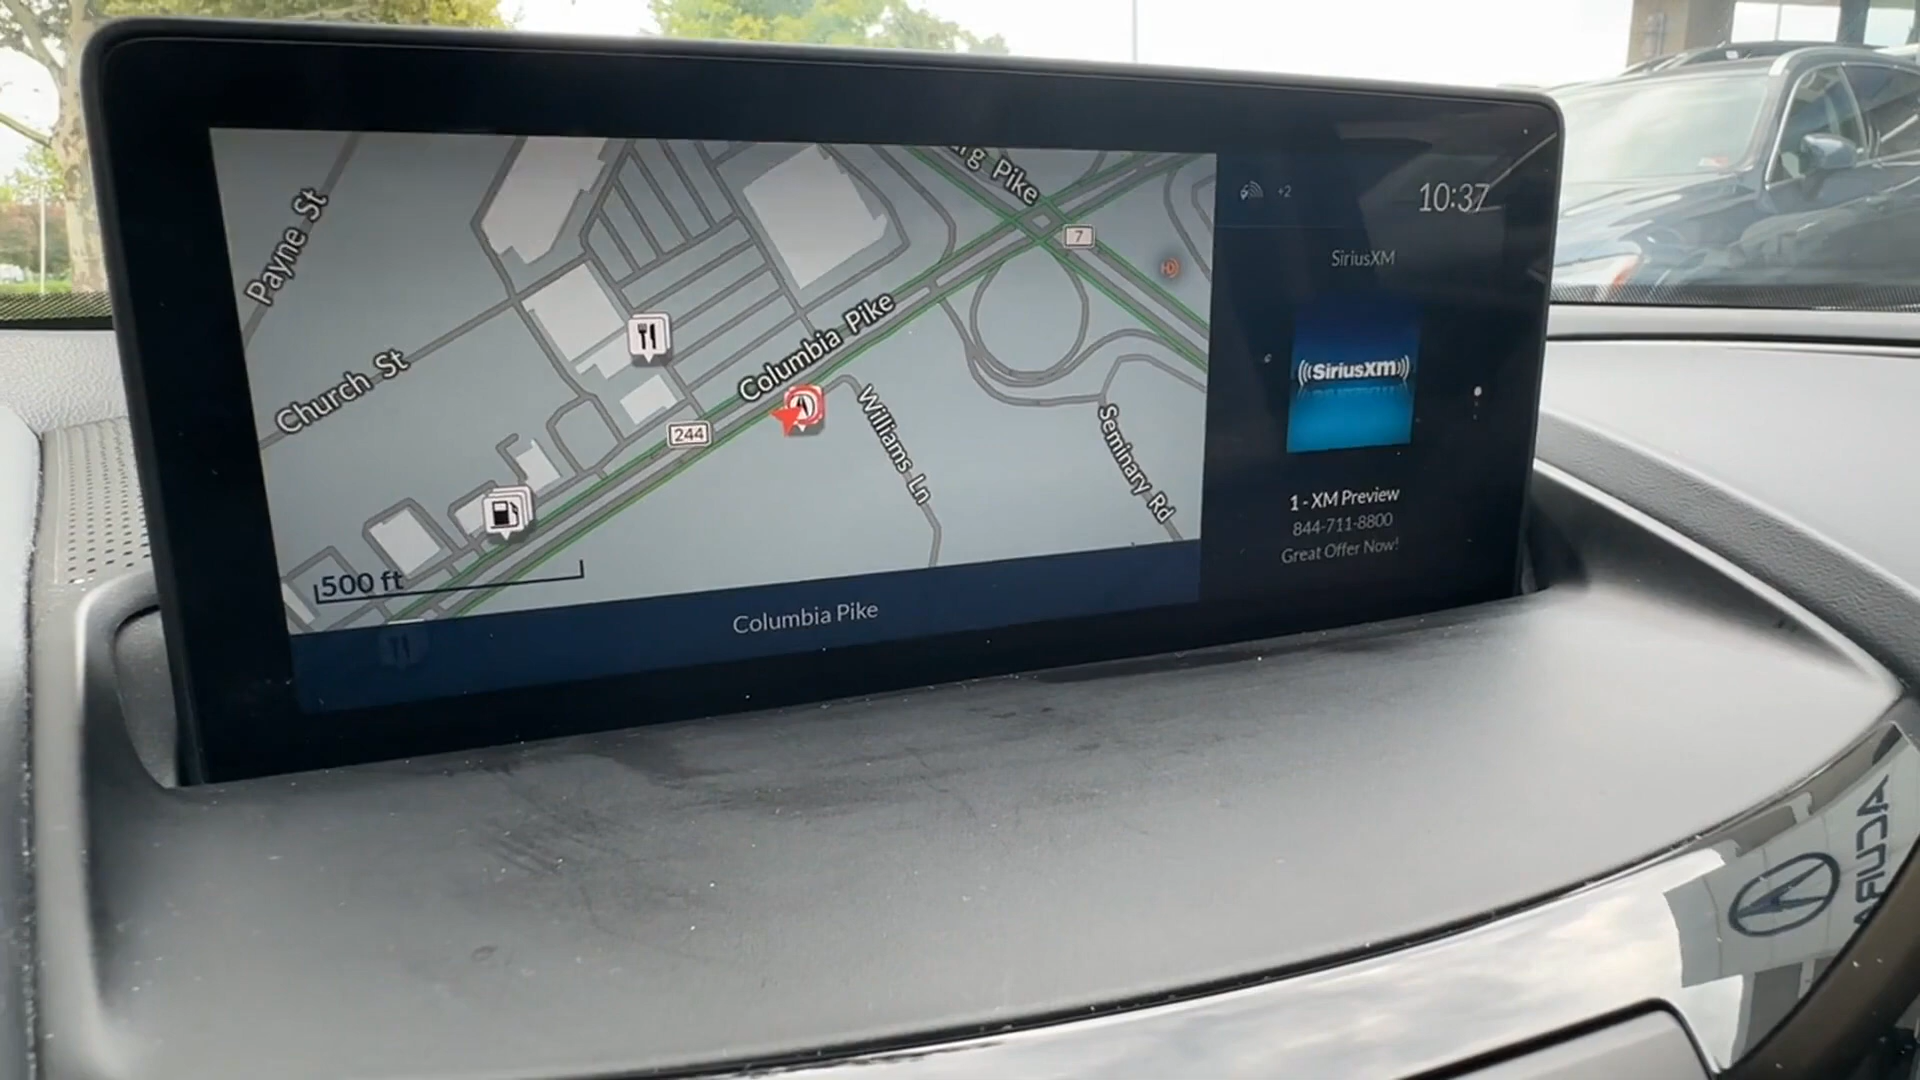 Payne St
Church St
Pike
7
Columbia Pike
244
Williams Ln
Seminary Rd
500 ft
Columbia Pike
+2
10:37
SiriusXM
((SiriusXM))
1 - XM Preview
844-711-8800
Great Offer Now!
ACURA